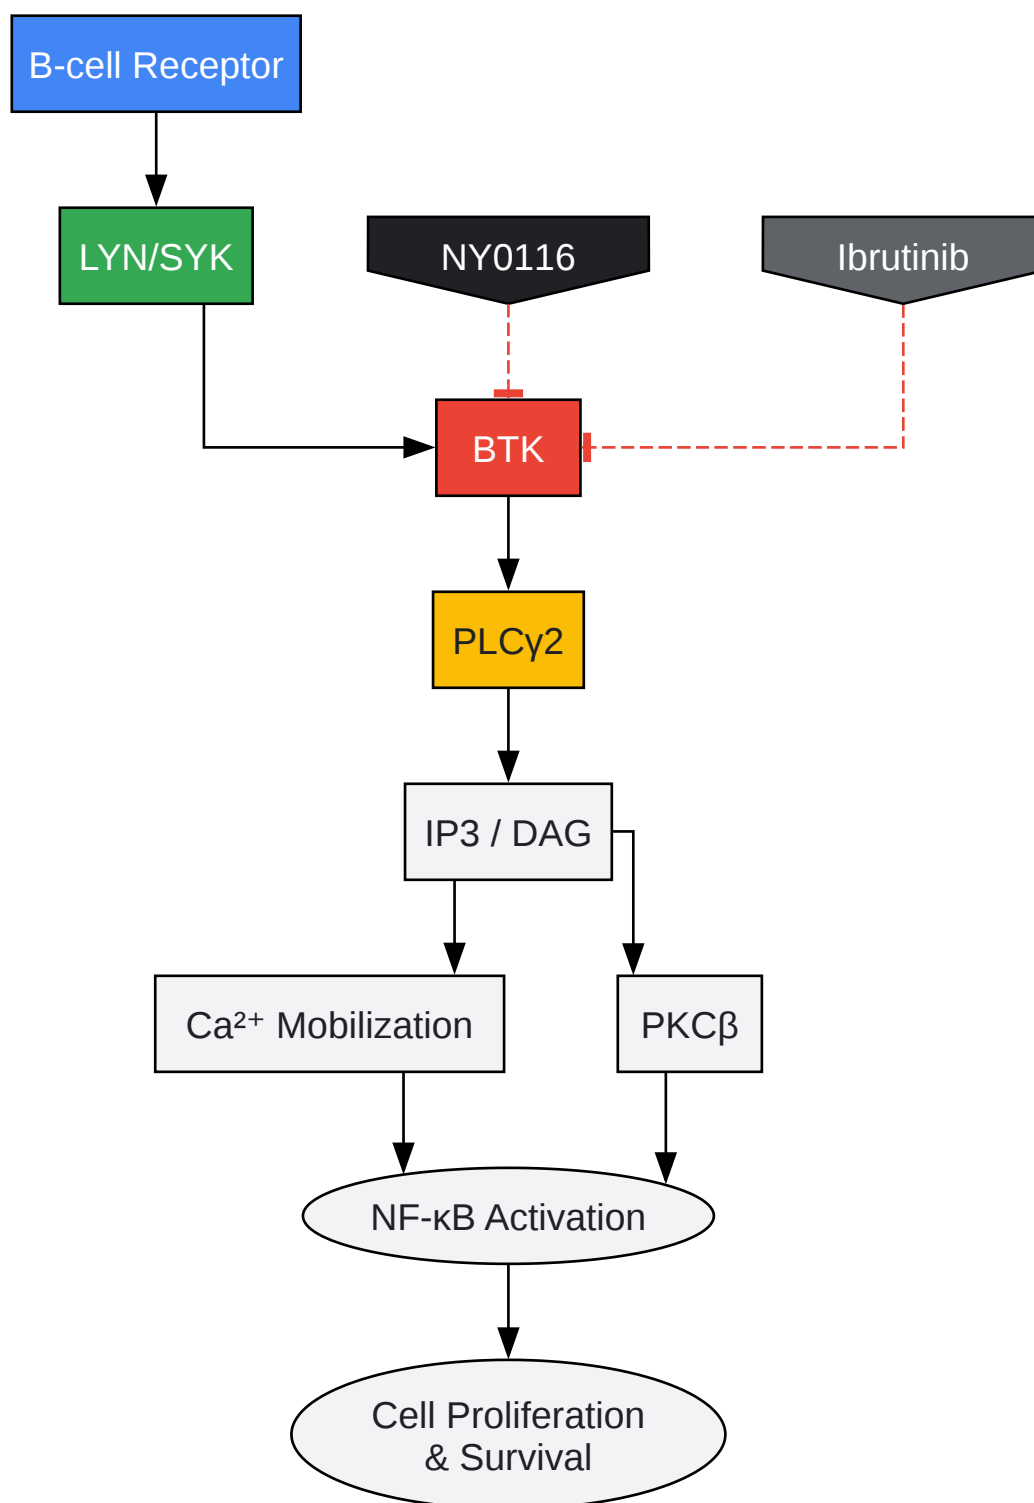 B-cell Receptor
LYN/SYK
NY0116
Ibrutinib
BTK
PLCγ2
IP3 / DAG
Ca²⁺ Mobilization
PKCβ
NF-κB Activation
Cell Proliferation
& Survival